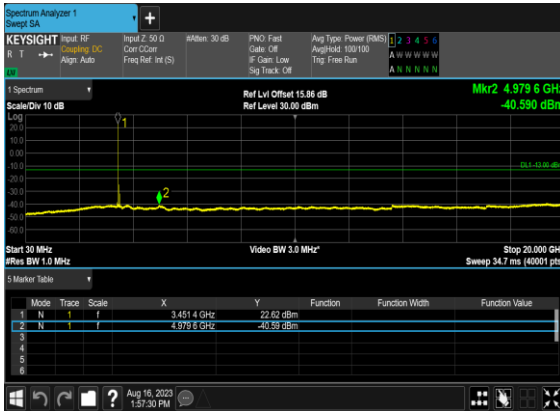 Spectrum Analyzer 1
Swept SA
+
KEYSIGHT
R T
Input: RF
Coupling: DC
Align: Auto
Input Z: 50 Ω
Corr CCorr
Freq Ref: Int (S)
#Atten: 30 dB
PNO: Fast
Gate: Off
IF Gain: Low
Sig Track: Off
Avg Type: Power (RMS)
Avg|Hold: 100/100
Trig: Free Run
1 2 3 4 5 6
A W W W W W
A N N N N N
1 Spectrum
Scale/Div 10 dB
Ref Lvl Offset 15.86 dB
Ref Level 30.00 dBm
Mkr2 4.979 6 GHz
-40.590 dBm
Log
20.0
10.0
0.00
-10.0
-20.0
-30.0
-40.0
-50.0
-60.0
1
2
DL1 -13.00 dBm
Start 30 MHz
#Res BW 1.0 MHz
Video BW 3.0 MHz*
Stop 20.000 GHz
Sweep 34.7 ms (40001 pts)
5 Marker Table
Mode Trace Scale X Y Function Function Width Function Value
1 N 1 f 3.451 4 GHz 22.62 dBm
2 N 1 f 4.979 6 GHz -40.59 dBm
3
4
5
6
?
Aug 16, 2023
1:57:30 PM